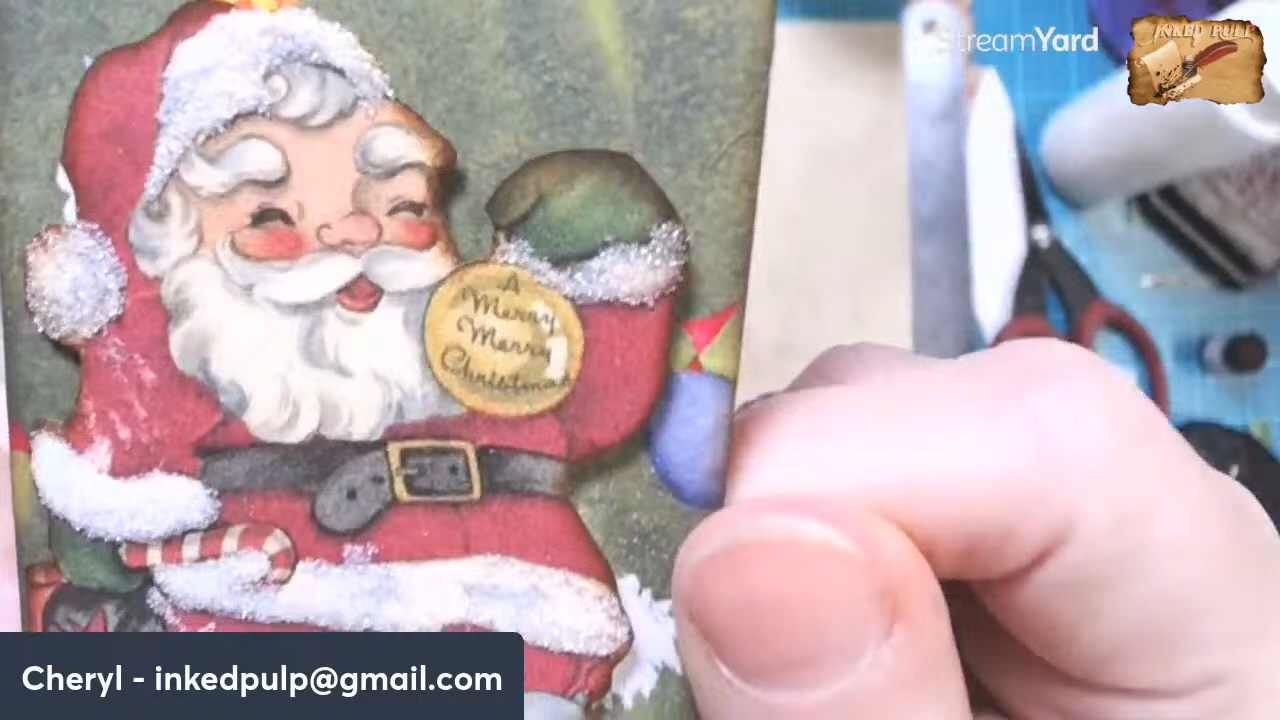 StreamYard
INKED PULP
A
Merry
Merry
Christmas
Cheryl - inkedpulp@gmail.com